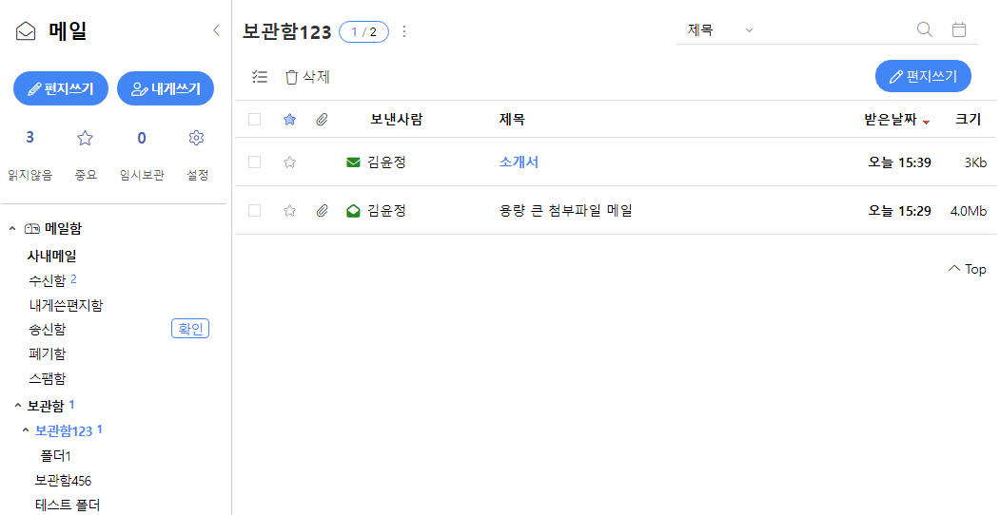 메일
편지쓰기 내게쓰기
3 0
읽지않음 중요 임시보관 설정
메일함
사내메일
수신함 2
내게쓴편지함
송신함 확인
폐기함
스팸함
보관함 1
보관함123 1
폴더1
보관함456
테스트 폴더
보관함123 1 / 2 제목
삭제 편지쓰기
보낸사람 제목 받은날짜 크기
김윤정 소개서 오늘 15:39 3Kb
김윤정 용량 큰 첨부파일 메일 오늘 15:29 4.0Mb
Top